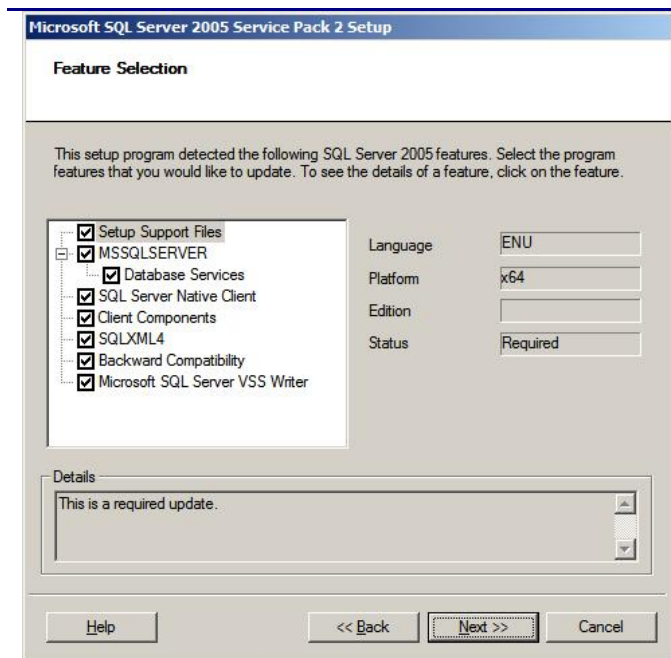 Microsoft SQL Server 2005 Service Pack 2 Setup
Feature Selection
This setup program detected the following SQL Server 2005 features. Select the program
features that you would like to update. To see the details of a feature, click on the feature.
Setup Support Files
MSSQLSERVER
Database Services
SQL Server Native Client
Client Components
SQLXML4
Backward Compatibility
Microsoft SQL Server VSS Writer
Language ENU
Platform x64
Edition
Status Required
Details
This is a required update.
Help << Back Next >> Cancel